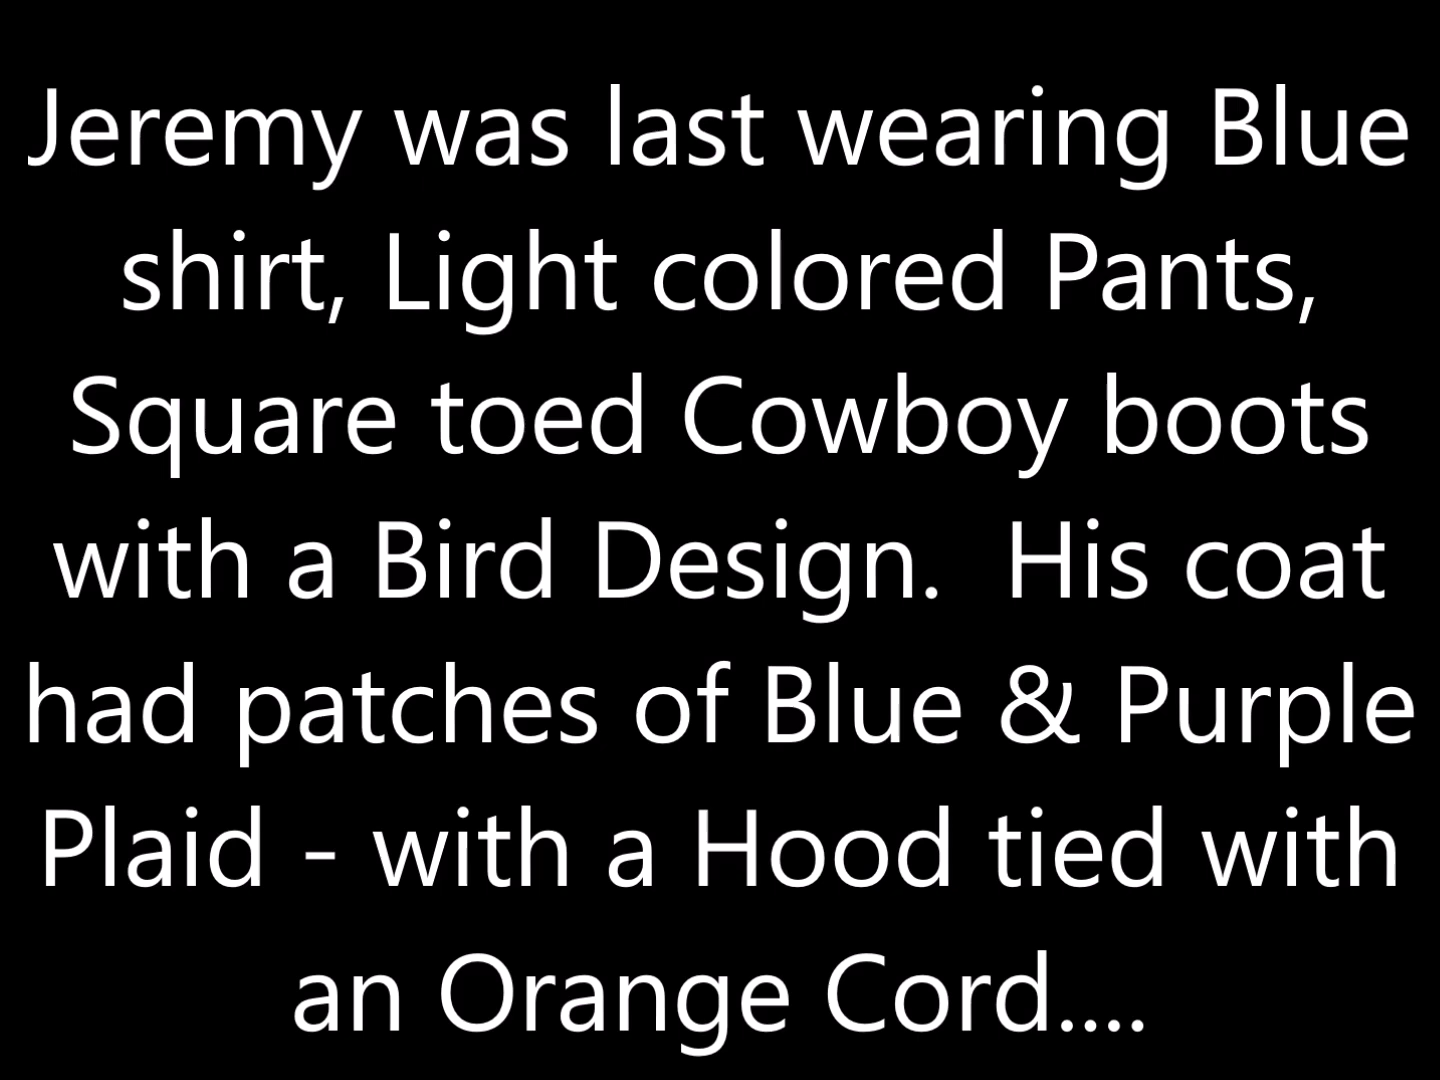 Jeremy was last wearing Blue
shirt, Light colored Pants,
Square toed Cowboy boots
with a Bird Design.  His coat
had patches of Blue & Purple
Plaid - with a Hood tied with
an Orange Cord....